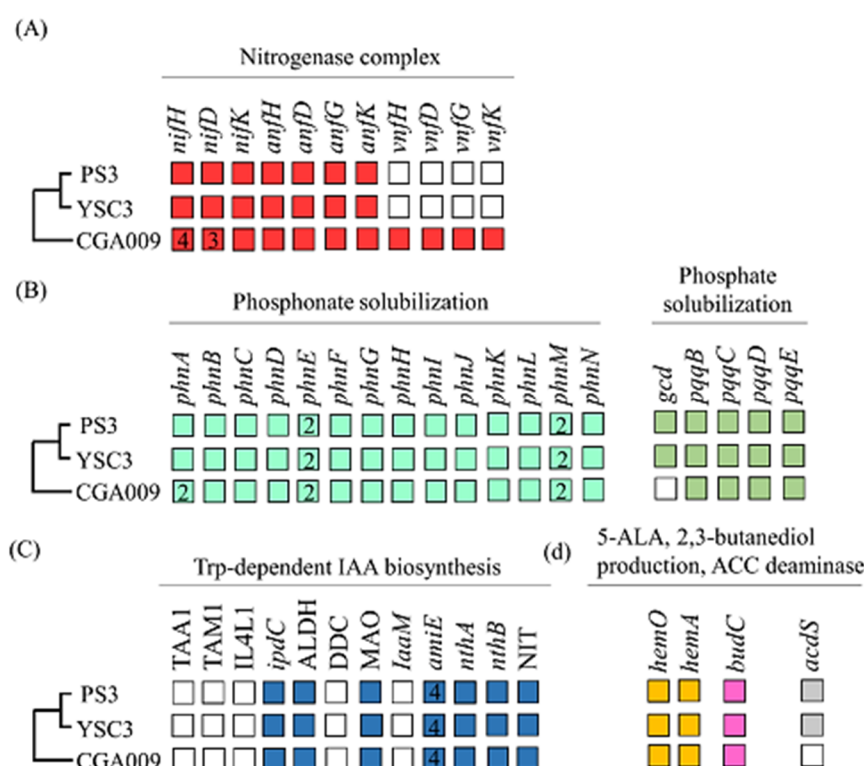 (A)
Nitrogenase complex
nifH nifD nifK anfH anfD anfG anfK vnfH vnfD vnfG vnfK
PS3
YSC3
CGA009 4 3
(B)
Phosphonate solubilization
Phosphate
solubilization
phnA phnB phnC phnD phnE phnF phnG phnH phnI phnJ phnK phnL phnM phnN gcd pqqB pqqC pqqD pqqE
PS3 2 2
YSC3 2
CGA009 2 2 2
(C)
Trp-dependent IAA biosynthesis
(d)
5-ALA, 2,3-butanediol
production, ACC deaminase
TAA1 TAM1 IL4L1 ipdC ALDH DDC MAO IaaM amiE nthA nthB NIT hemO hemA budC acdS
PS3 4
YSC3 4
CGA009 4